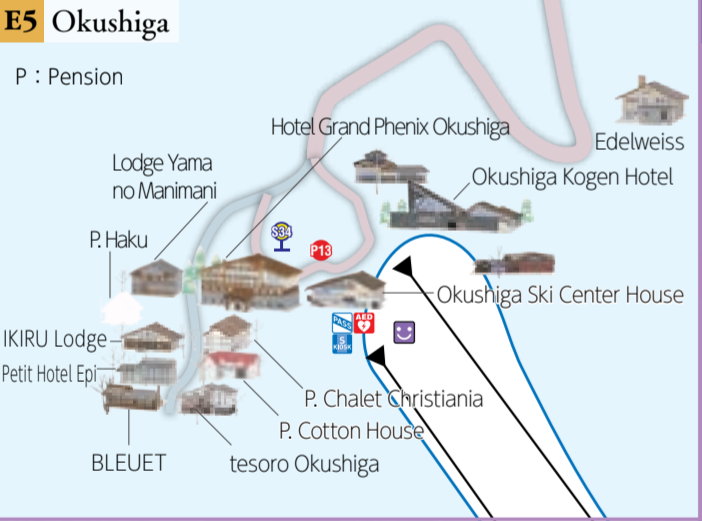 E5 Okushiga
P：Pension
Hotel Grand Phenix Okushiga
Edelweiss
Lodge Yama
no Manimani
Okushiga Kogen Hotel
P. Haku
S34
P13
Okushiga Ski Center House
PASS
AED
S
KIOSK
IKIRU Lodge
Petit Hotel Epi
P. Chalet Christiania
P. Cotton House
BLEUET
tesoro Okushiga